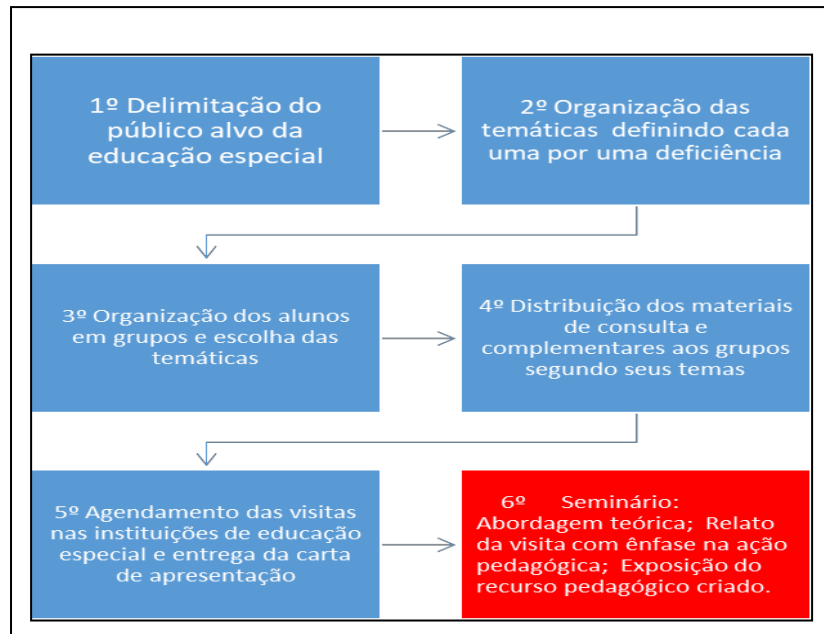 1º Delimitação do
público alvo da
educação especial
2º Organização das
temáticas definindo cada
uma por uma deficiência
3º Organização dos alunos
em grupos e escolha das
temáticas
4º Distribuição dos materiais
de consulta e
complementares aos grupos
segundo seus temas
5º Agendamento das visitas
nas instituições de educação
especial e entrega da carta
de apresentação
6º Seminário:
Abordagem teórica; Relato
da visita com ênfase na ação
pedagógica; Exposição do
recurso pedagógico criado.